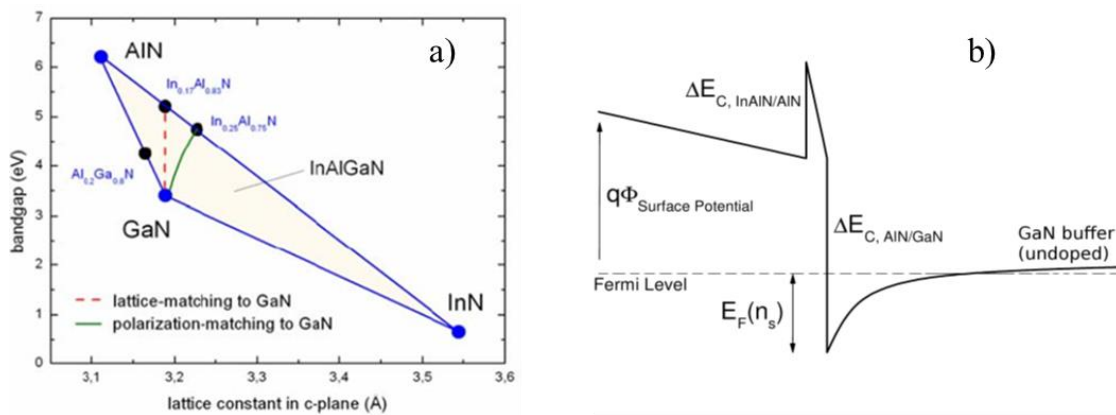 a)
7
6
5
4
3
2
1
0
bandgap (eV)
AlN
In0.17Al0.83N
In0.25Al0.75N
Al0.2Ga0.8N
InAlGaN
GaN
InN
lattice-matching to GaN
polarization-matching to GaN
3,1 3,2 3,3 3,4 3,5 3,6
lattice constant in c-plane (A)
b)
ΔEC, InAlN/AlN
qΦSurface Potential
ΔEC, AlN/GaN
GaN buffer
(undoped)
Fermi Level
EF(ns)